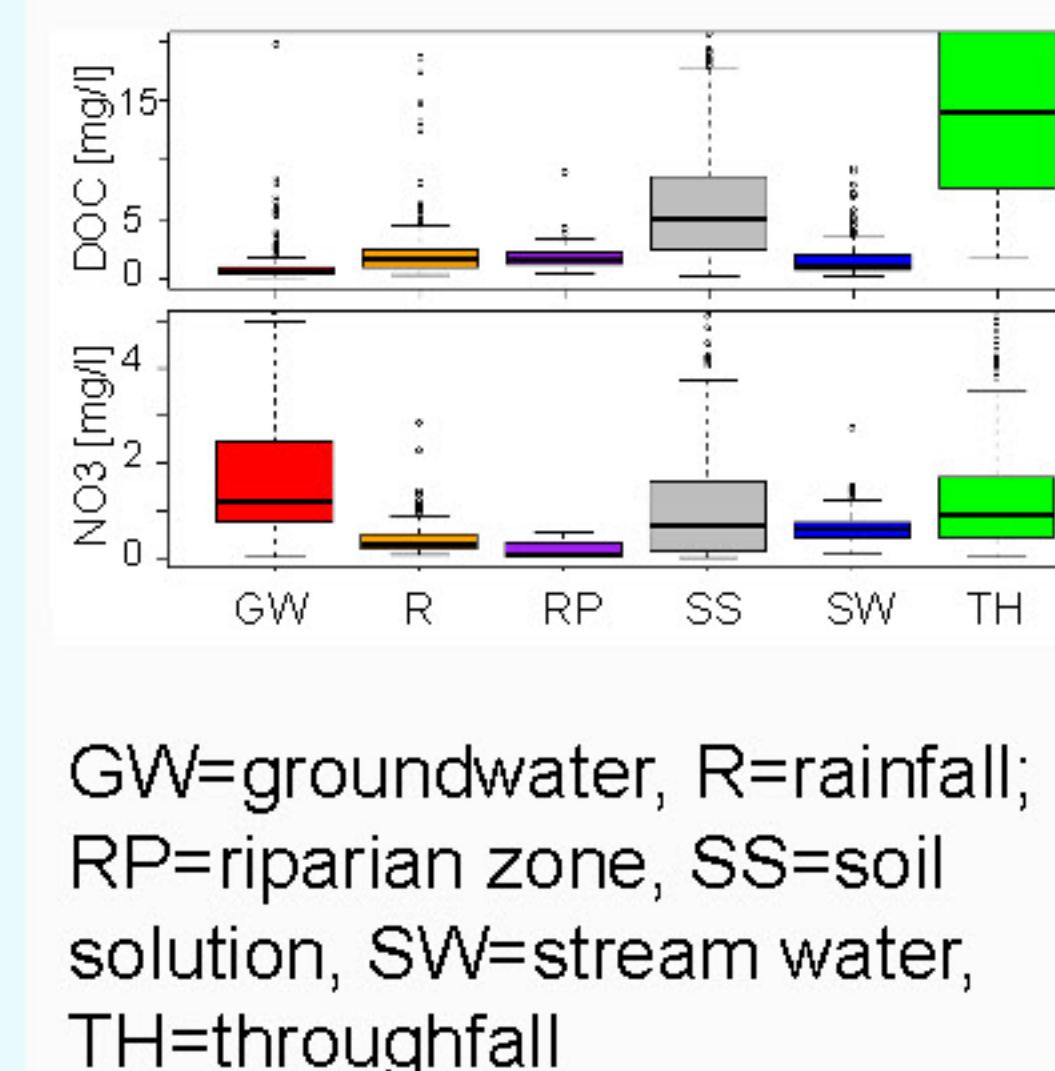 DOC [mg/l]
15
5
0
NO3 [mg/l]
4
2
0
GW R RP SS SW TH
GW=groundwater, R=rainfall;
RP=riparian zone, SS=soil
solution, SW=stream water,
TH=throughfall